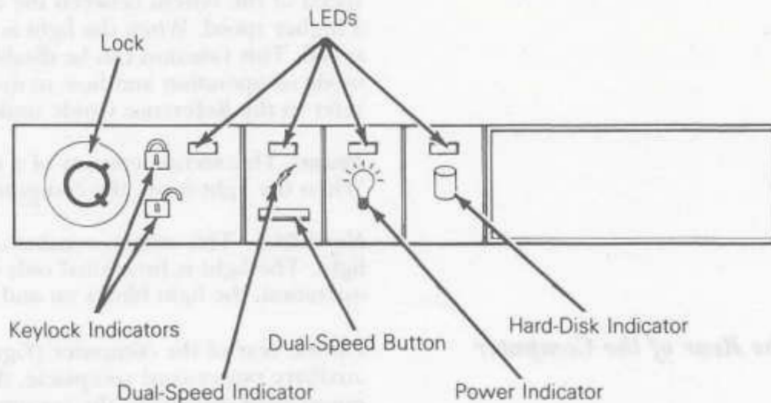 LEDs
Lock
Keylock Indicators
Dual-Speed Button
Hard-Disk Indicator
Dual-Speed Indicator
Power Indicator